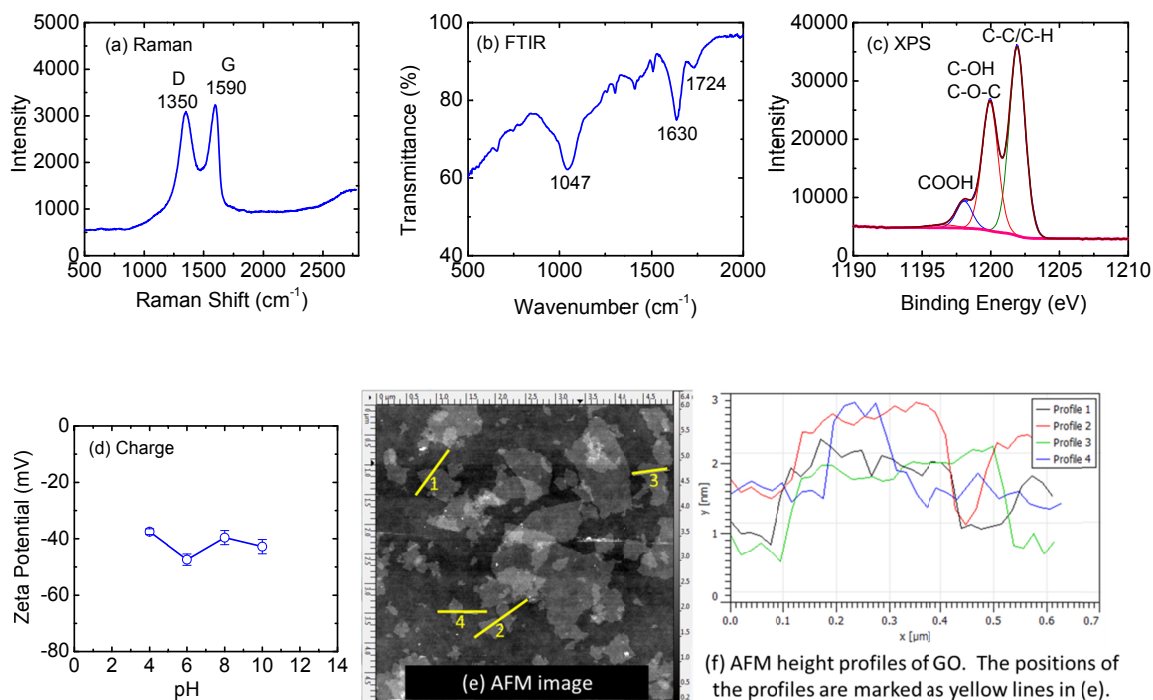 (a) Raman
D
1350
G
1590
5000
4000
3000
2000
1000
0
Intensity
500 1000 1500 2000 2500
Raman Shift (cm-1)
(b) FTIR
100
80
60
40
Transmittance (%)
1047
1630
1724
500 1000 1500 2000
Wavenumber (cm-1)
(c) XPS
C-C/C-H
C-OH
C-O-C
COOH
40000
30000
20000
10000
0
Intensity
1190 1195 1200 1205 1210
Binding Energy (eV)
(d) Charge
0
-20
-40
-60
-80
Zeta Potential (mV)
0 2 4 6 8 10 12 14
pH
1
2
3
4
(e) AFM image
3
2
1
0
y [nm]
Profile 1
Profile 2
Profile 3
Profile 4
0.0 0.1 0.2 0.3 0.4 0.5 0.6 0.7
x [µm]
(f) AFM height profiles of GO. The positions of
the profiles are marked as yellow lines in (e).